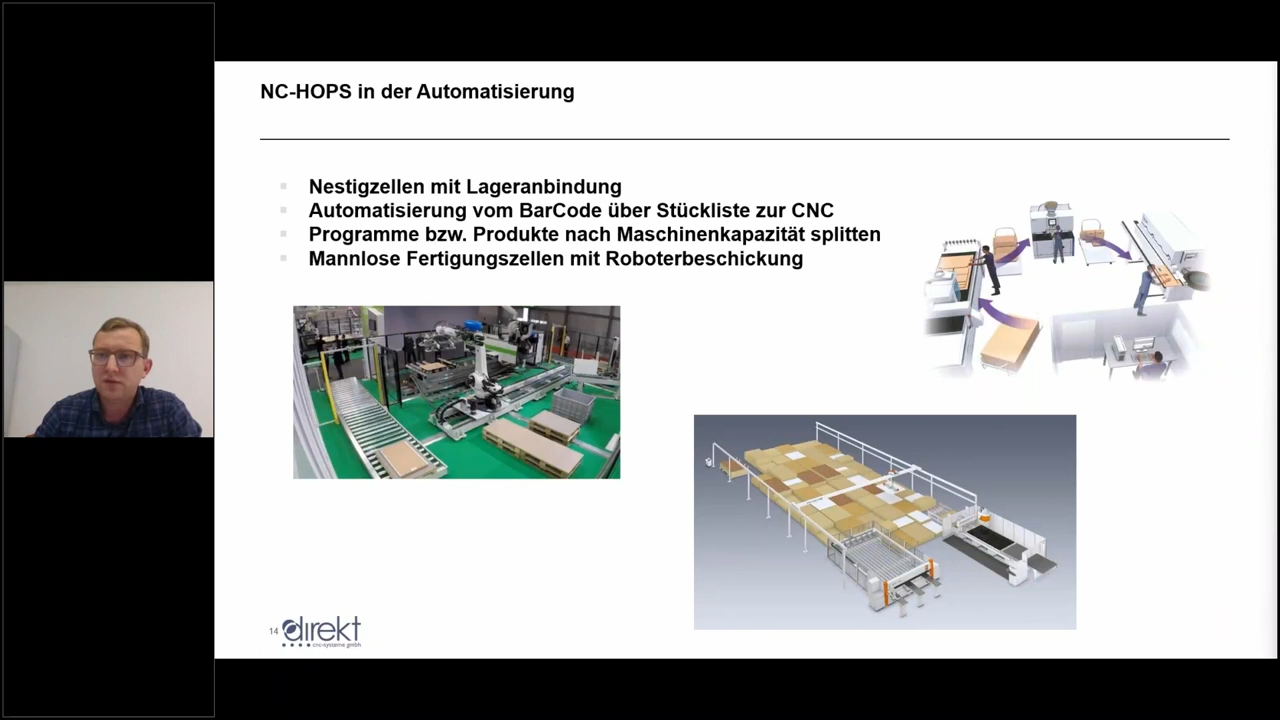 NC-HOPS in der Automatisierung
Nestigzellen mit Lageranbindung
Automatisierung vom BarCode über Stückliste zur CNC
Programme bzw. Produkte nach Maschinenkapazität splitten
Mannlose Fertigungszellen mit Roboterbeschickung
14
direkt
cnc-systeme gmbh